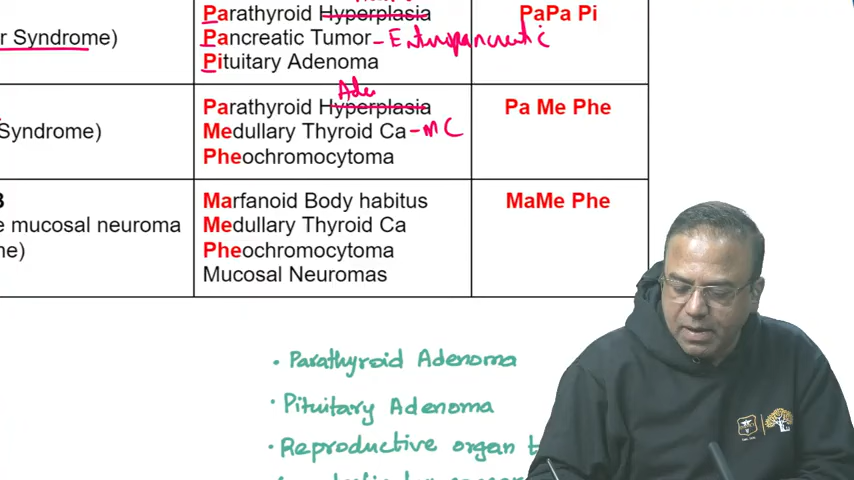 Parathyroid Hyperplasia
PaPa Pi
r Syndrome)
Pancreatic Tumor - Enteropancreatic
Pituitary Adenoma
Ade
Parathyroid Hyperplasia
Pa Me Phe
Syndrome)
Medullary Thyroid Ca - MC
Pheochromocytoma
Marfanoid Body habitus
MaMe Phe
e mucosal neuroma
Medullary Thyroid Ca
ne)
Pheochromocytoma
Mucosal Neuromas
• Parathyroid Adenoma
• Pituitary Adenoma
• Reproductive organ t